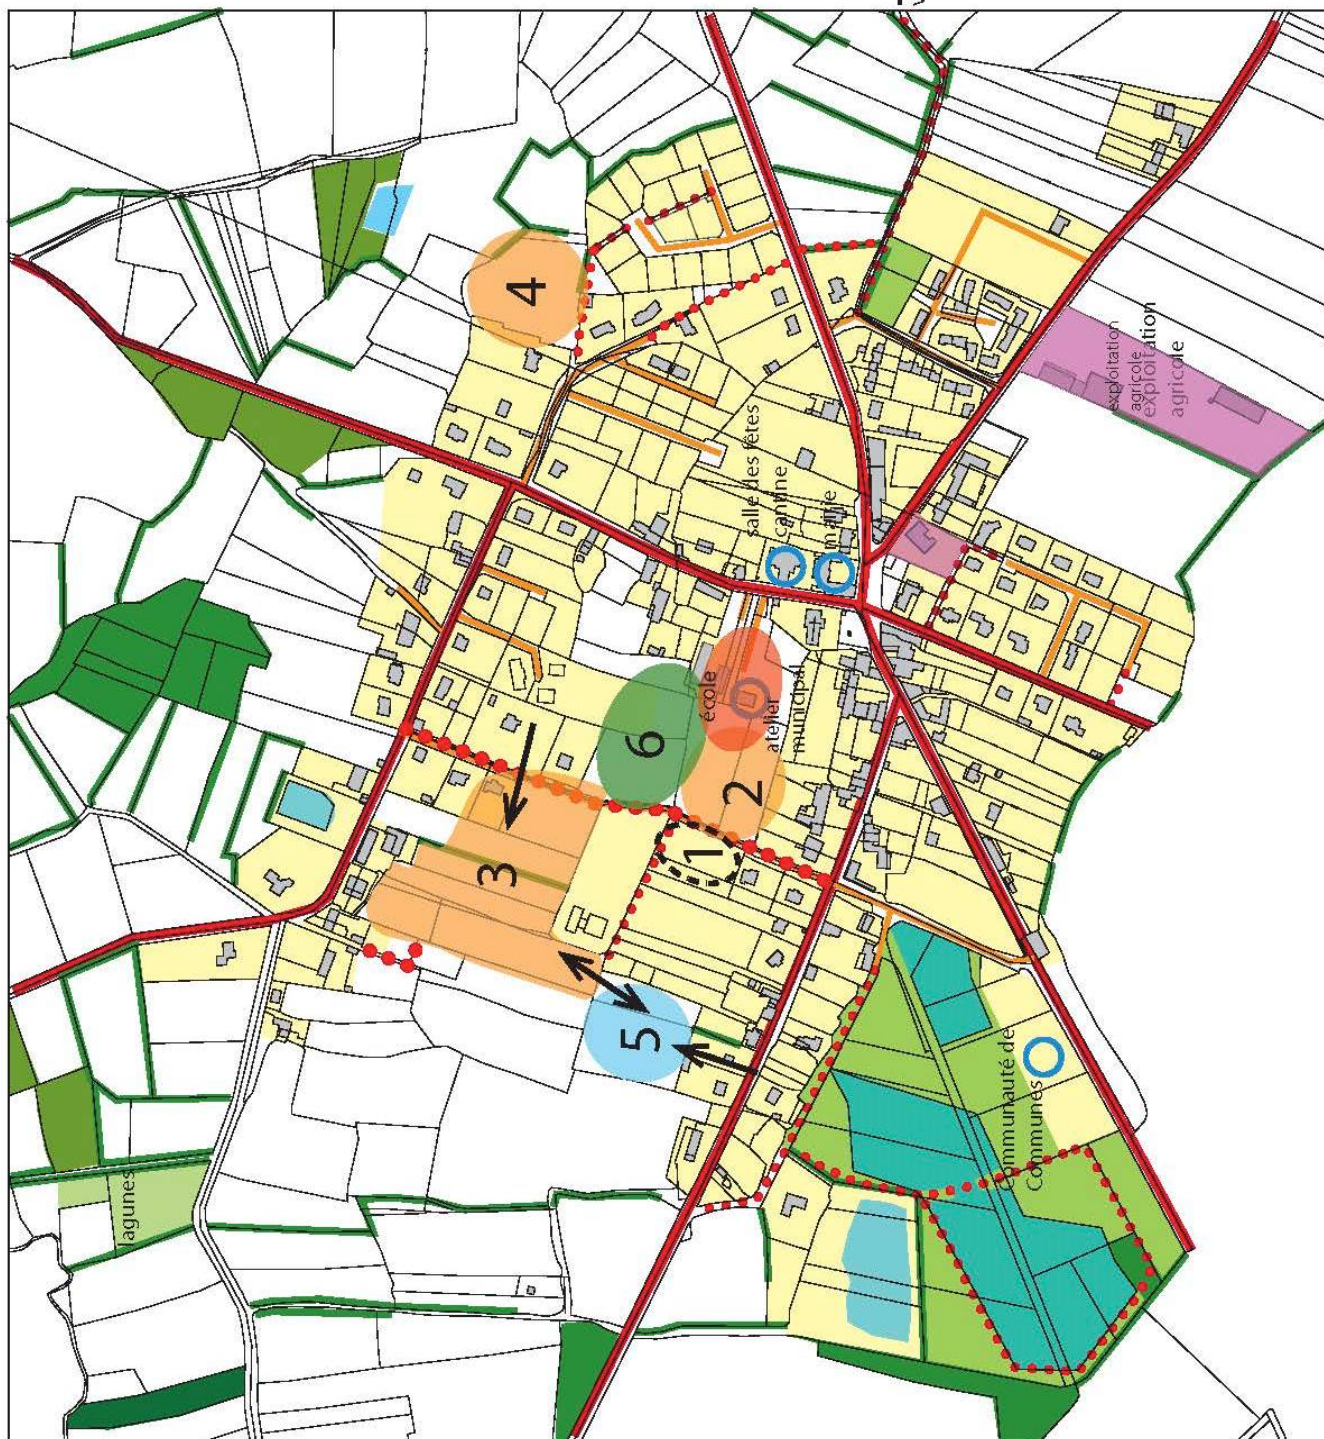 4
exploitation
agricole
exploitation
agricole
salle des fêtes
cantine
mairie
école
atelier
municipal
6
2
3
1
5
Communauté de
Communes
lagunes